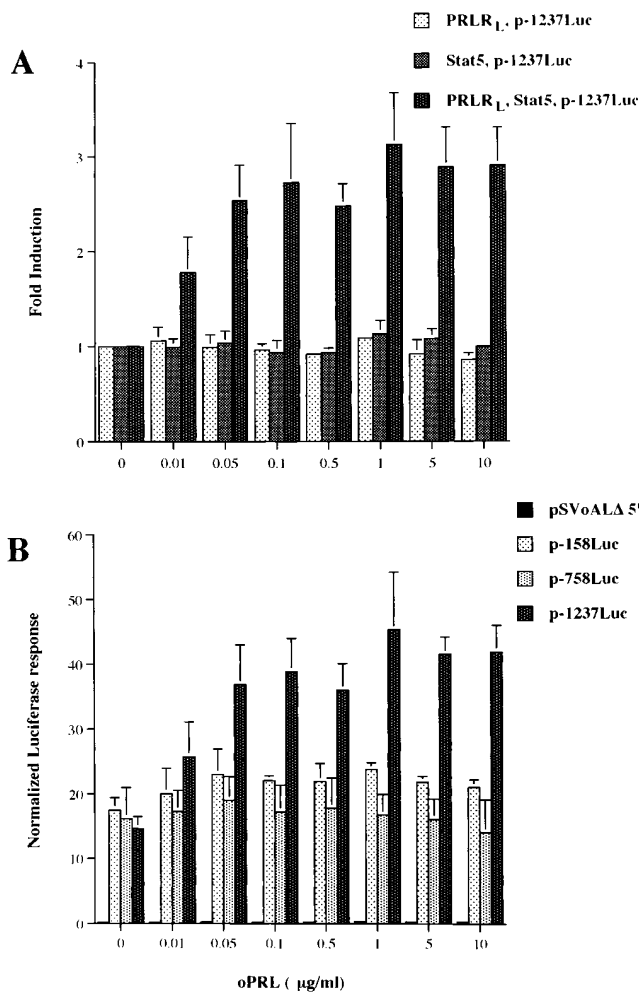 PRLR L, p-1237Luc
Stat5, p-1237Luc
PRLR L, Stat5, p-1237Luc
A
4
3
2
1
0
Fold Induction
0 0.01 0.05 0.1 0.5 1 5 10
B
pSVoALΔ 5'
p-158Luc
p-758Luc
p-1237Luc
60
50
40
30
20
10
0
Normalized Luciferase response
0 0.01 0.05 0.1 0.5 1 5 10
oPRL ( μg/ml)